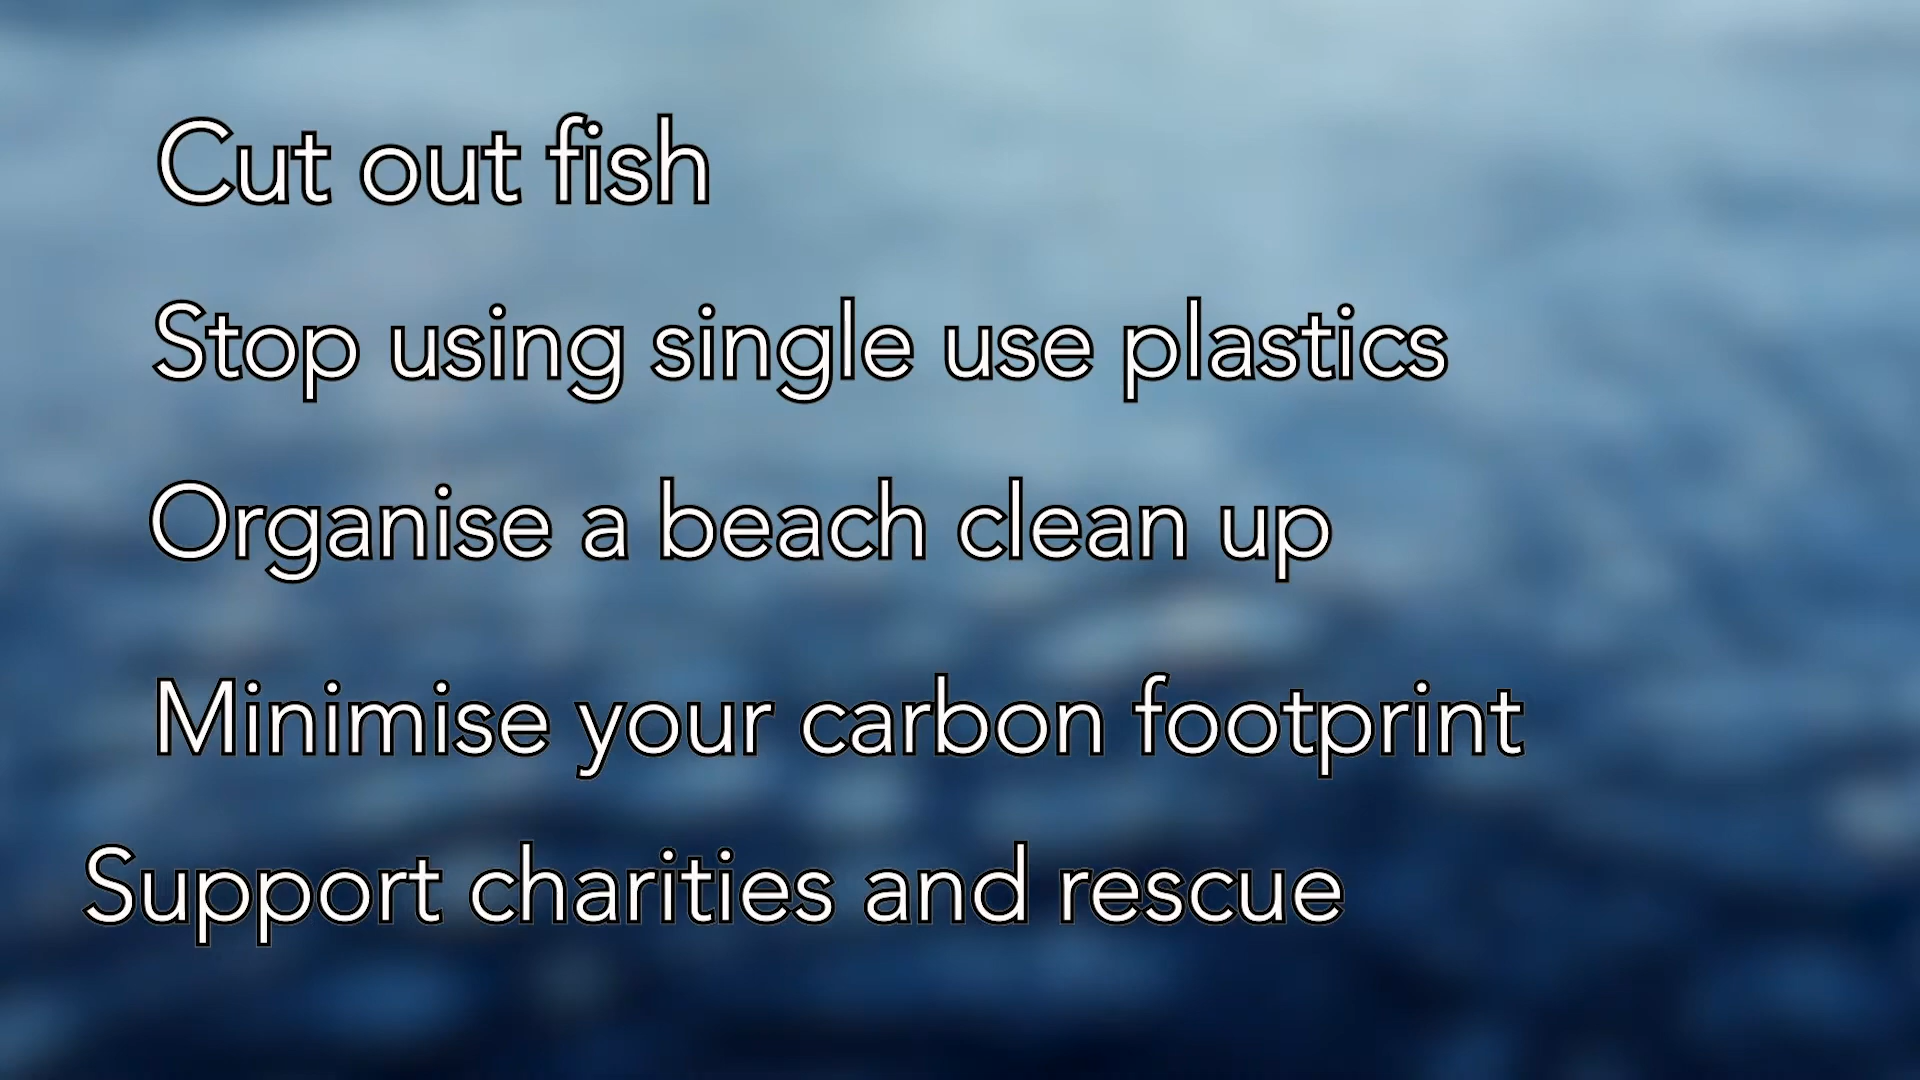 Cut out fish
Stop using single use plastics
Organise a beach clean up
Minimise your carbon footprint
Support charities and rescue